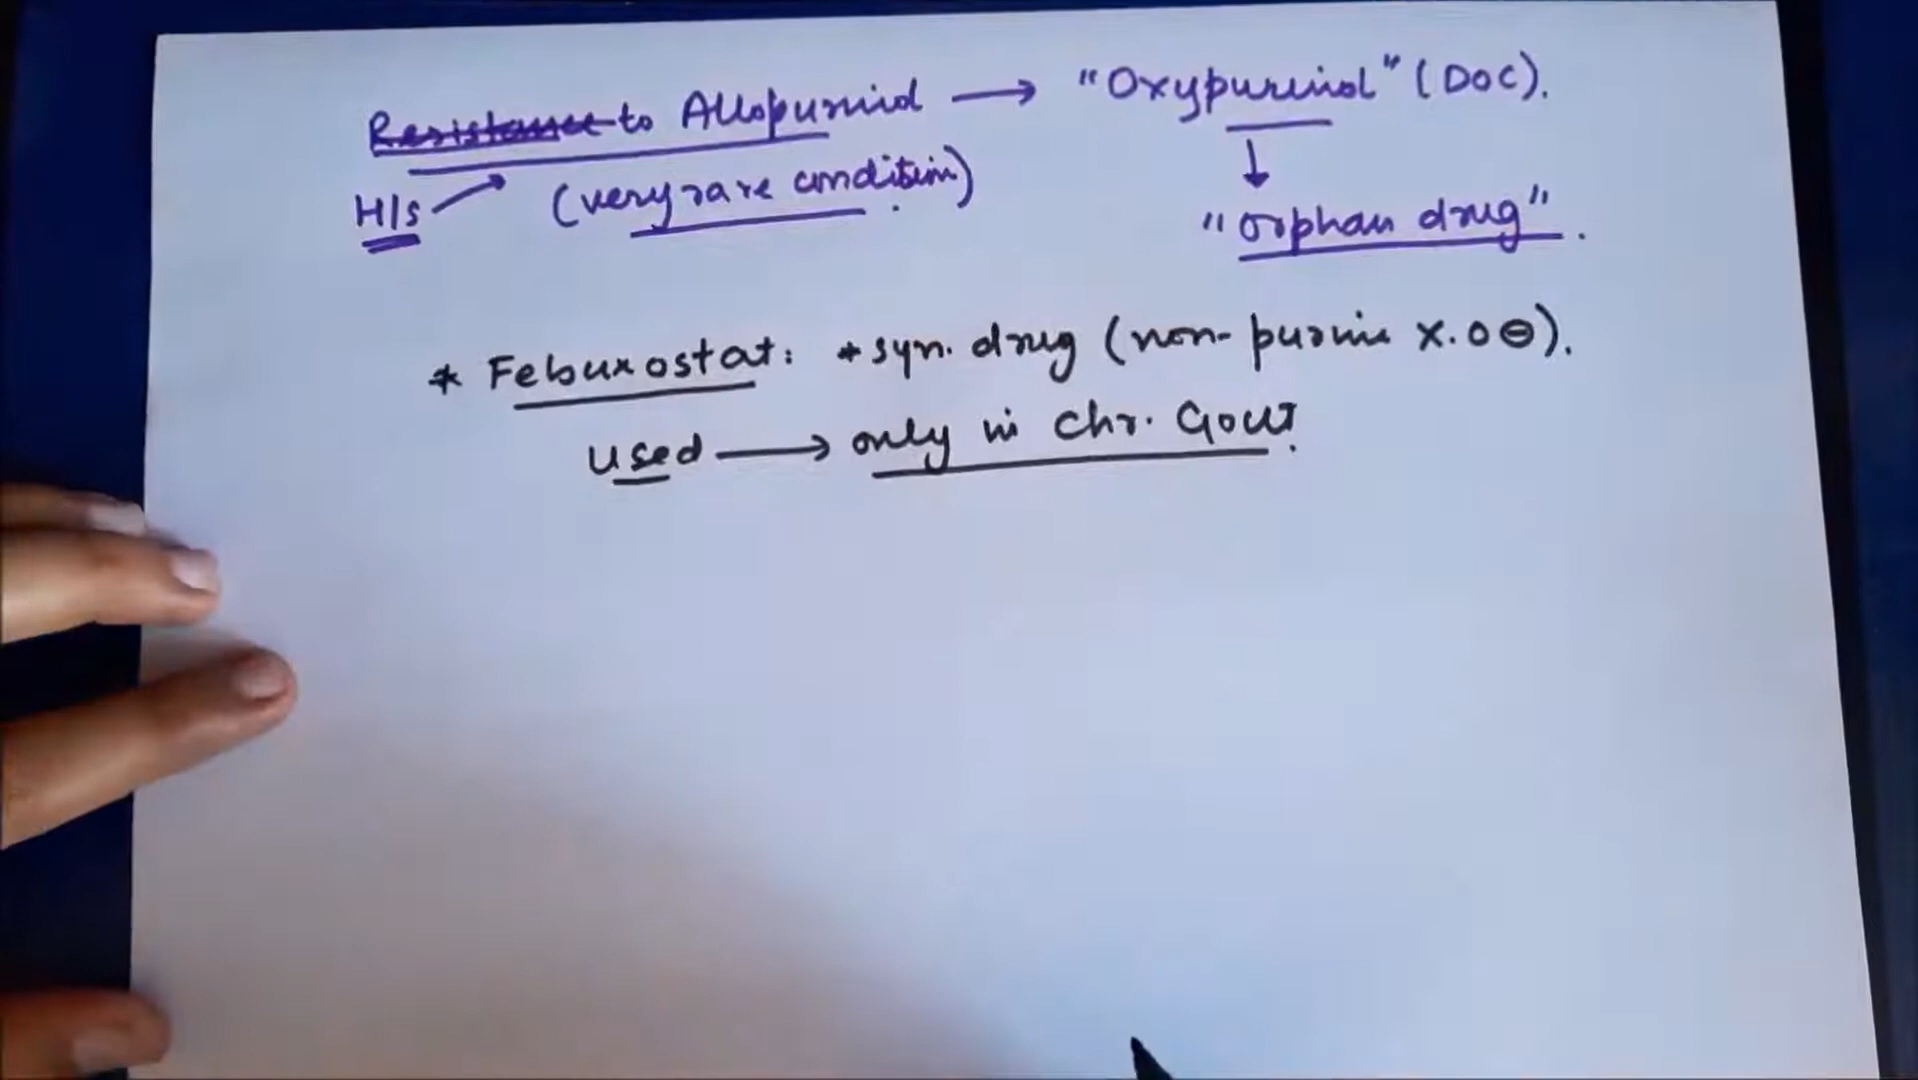 Resistance to Allopurinol → "Oxypurinol" (DOC).
H/s → (very rare condition) ↓
"Orphan drug".
* Febuxostat: * syn. drug (non-purine X.O ⊖).
used → only in Chr. Gout.